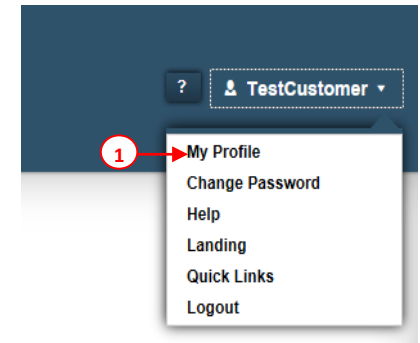 ? TestCustomer
1 My Profile
Change Password
Help
Landing
Quick Links
Logout